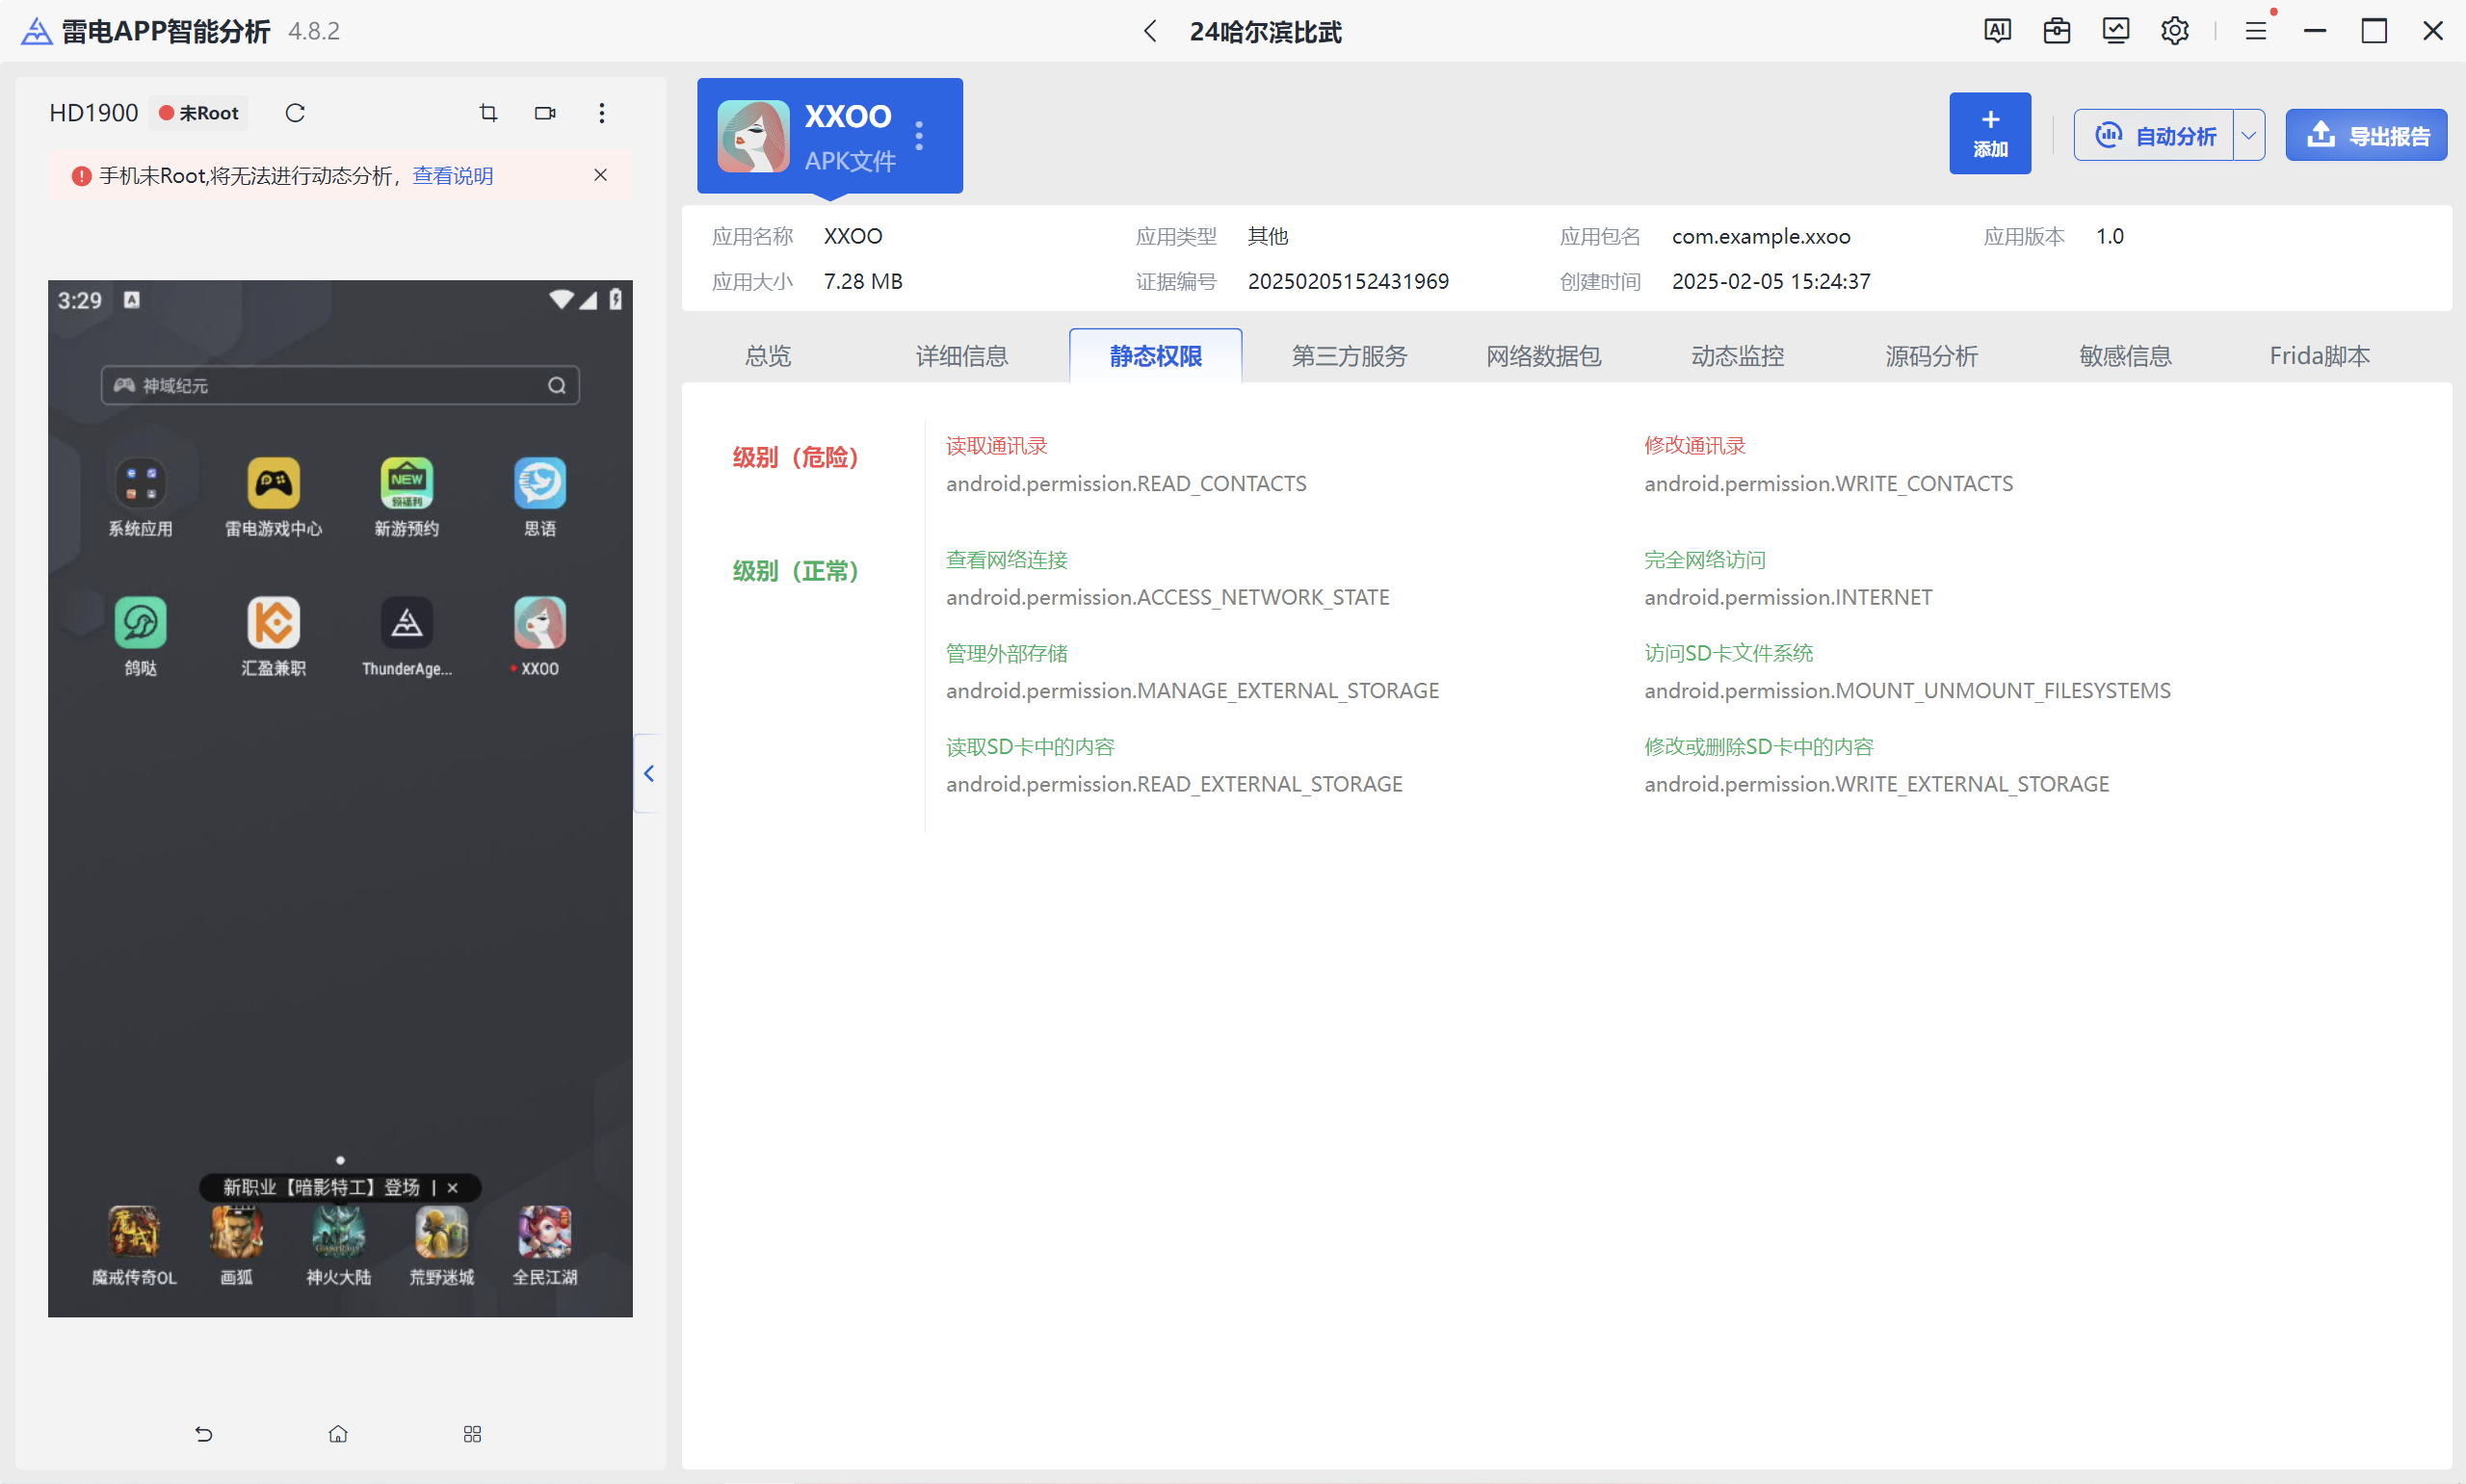 雷电APP智能分析 4.8.2
24哈尔滨比武
AI
HD1900 未Root
手机未Root,将无法进行动态分析，查看说明
3:29
神域纪元
系统应用 雷电游戏中心 新游预约 思语
NEW
领福利
鸽哒 汇盈兼职 ThunderAge... XXOO
新职业【暗影特工】登场 | ×
魔戒传奇OL 画狐 神火大陆 荒野迷城 全民江湖
XXOO
APK文件
+
添加
自动分析
导出报告
应用名称 XXOO 应用类型 其他 应用包名 com.example.xxoo 应用版本 1.0
应用大小 7.28 MB 证据编号 20250205152431969 创建时间 2025-02-05 15:24:37
总览 详细信息 静态权限 第三方服务 网络数据包 动态监控 源码分析 敏感信息 Frida脚本
级别（危险）
读取通讯录 修改通讯录
android.permission.READ_CONTACTS android.permission.WRITE_CONTACTS
级别（正常）
查看网络连接 完全网络访问
android.permission.ACCESS_NETWORK_STATE android.permission.INTERNET
管理外部存储 访问SD卡文件系统
android.permission.MANAGE_EXTERNAL_STORAGE android.permission.MOUNT_UNMOUNT_FILESYSTEMS
读取SD卡中的内容 修改或删除SD卡中的内容
android.permission.READ_EXTERNAL_STORAGE android.permission.WRITE_EXTERNAL_STORAGE